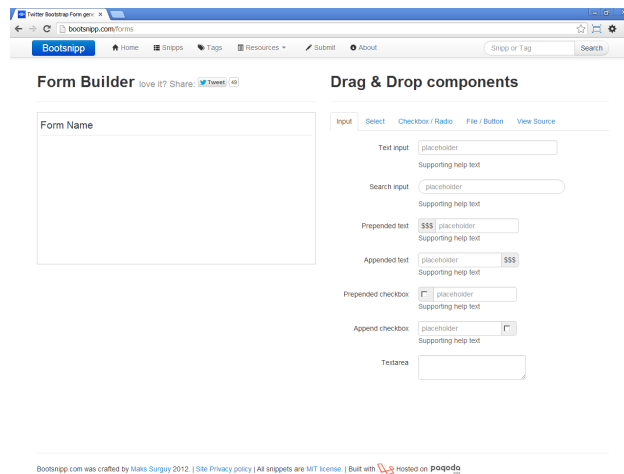 Twitter Bootstrap Form gene
bootsnipp.com/forms
Bootsnipp Home Snipps Tags Resources Submit About Snipp or Tag Search
Form Builder love it? Share: Tweet 49
Form Name
Drag & Drop components
Input Select Checkbox / Radio File / Button View Source
Text input placeholder
Supporting help text
Search input placeholder
Supporting help text
Prepended text $$$ placeholder
Supporting help text
Appended text placeholder $$$
Supporting help text
Prepended checkbox placeholder
Supporting help text
Append checkbox placeholder
Supporting help text
Textarea
Bootsnipp.com was crafted by Maks Surguy 2012. | Site Privacy policy | All snippets are MIT license. | Built with Hosted on pagoda